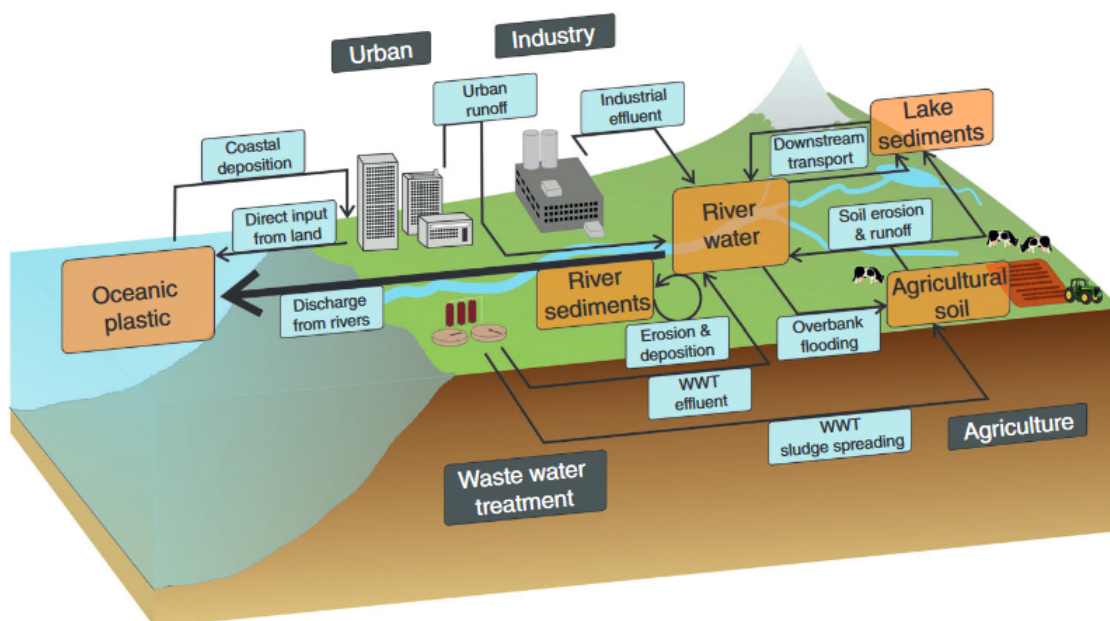 Urban
Industry
Urban
runoff
Industrial
effluent
Coastal
deposition
Lake
sediments
Downstream
transport
Direct input
from land
River
water
Soil erosion
& runoff
Oceanic
plastic
Discharge
from rivers
River
sediments
Agricultural
soil
Erosion &
deposition
Overbank
flooding
WWT
effluent
WWT
sludge spreading
Agriculture
Waste water
treatment